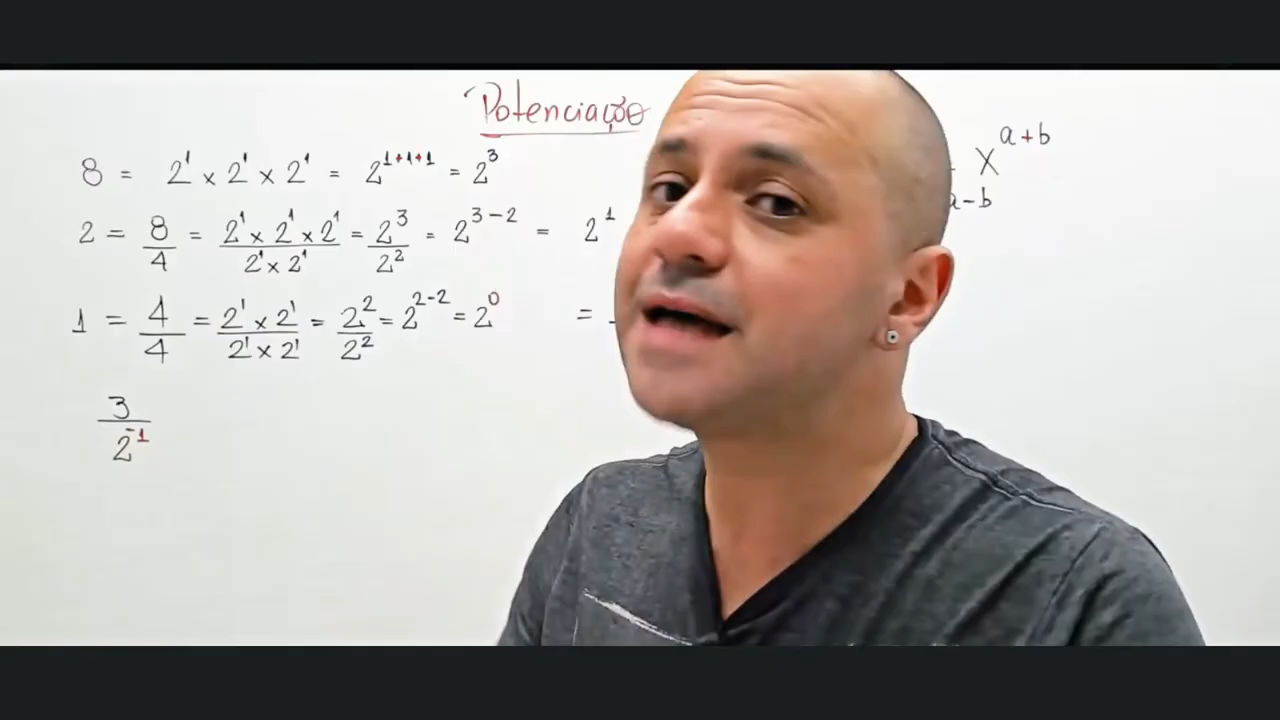 Potenciação
8 = 2¹ × 2¹ × 2¹ = 2¹⁺¹⁺¹ = 2³
x^(a+b)
a-b
2 = 8/4 = (2¹ × 2¹ × 2¹)/(2¹ × 2¹) = 2³/2² = 2³⁻² = 2¹
1 = 4/4 = (2¹ × 2¹)/(2¹ × 2¹) = 2²/2² = 2²⁻² = 2⁰ =
3/2⁻¹